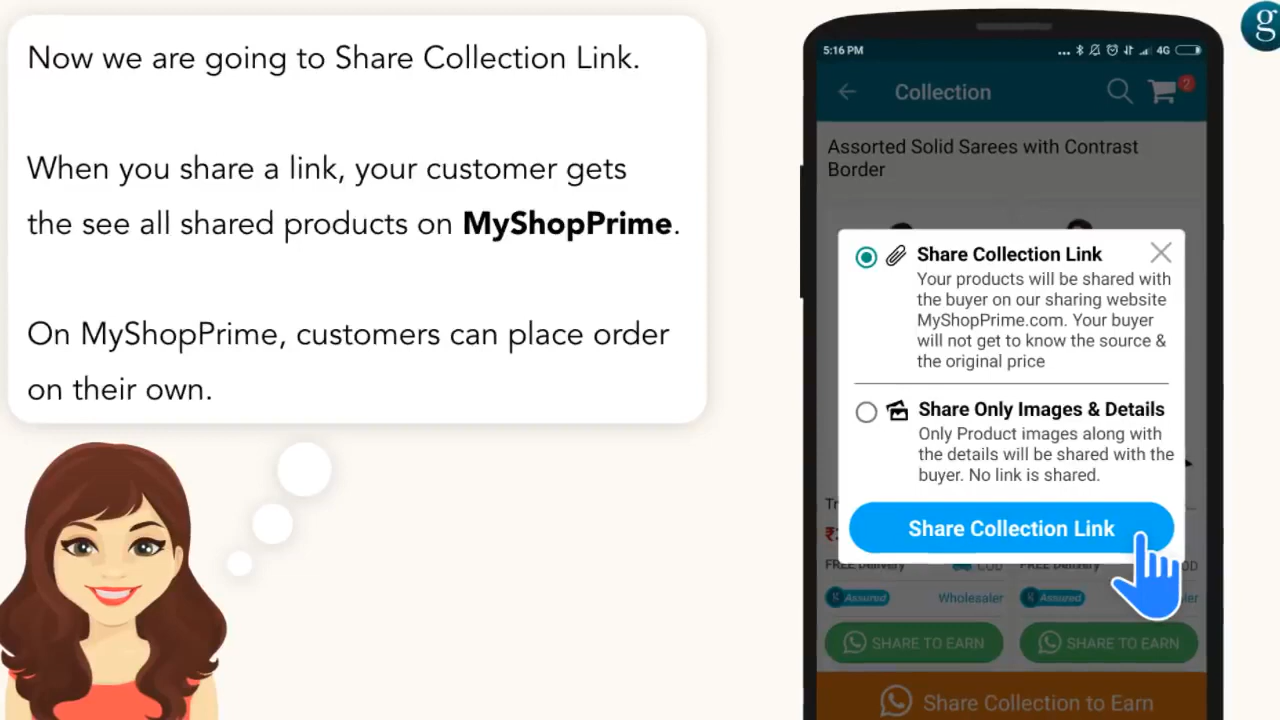 Now we are going to Share Collection Link.
When you share a link, your customer gets
the see all shared products on MyShopPrime.
On MyShopPrime, customers can place order
on their own.
g
5:16 PM
4G
Collection
2
Assorted Solid Sarees with Contrast
Border
Share Collection Link
Your products will be shared with
the buyer on our sharing website
MyShopPrime.com. Your buyer
will not get to know the source &
the original price
Share Only Images & Details
Only Product images along with
the details will be shared with the
buyer. No link is shared.
Share Collection Link
FREE Delivery COD FREE Delivery
g Assured Wholesaler g Assured
SHARE TO EARN SHARE TO EARN
Share Collection to Earn